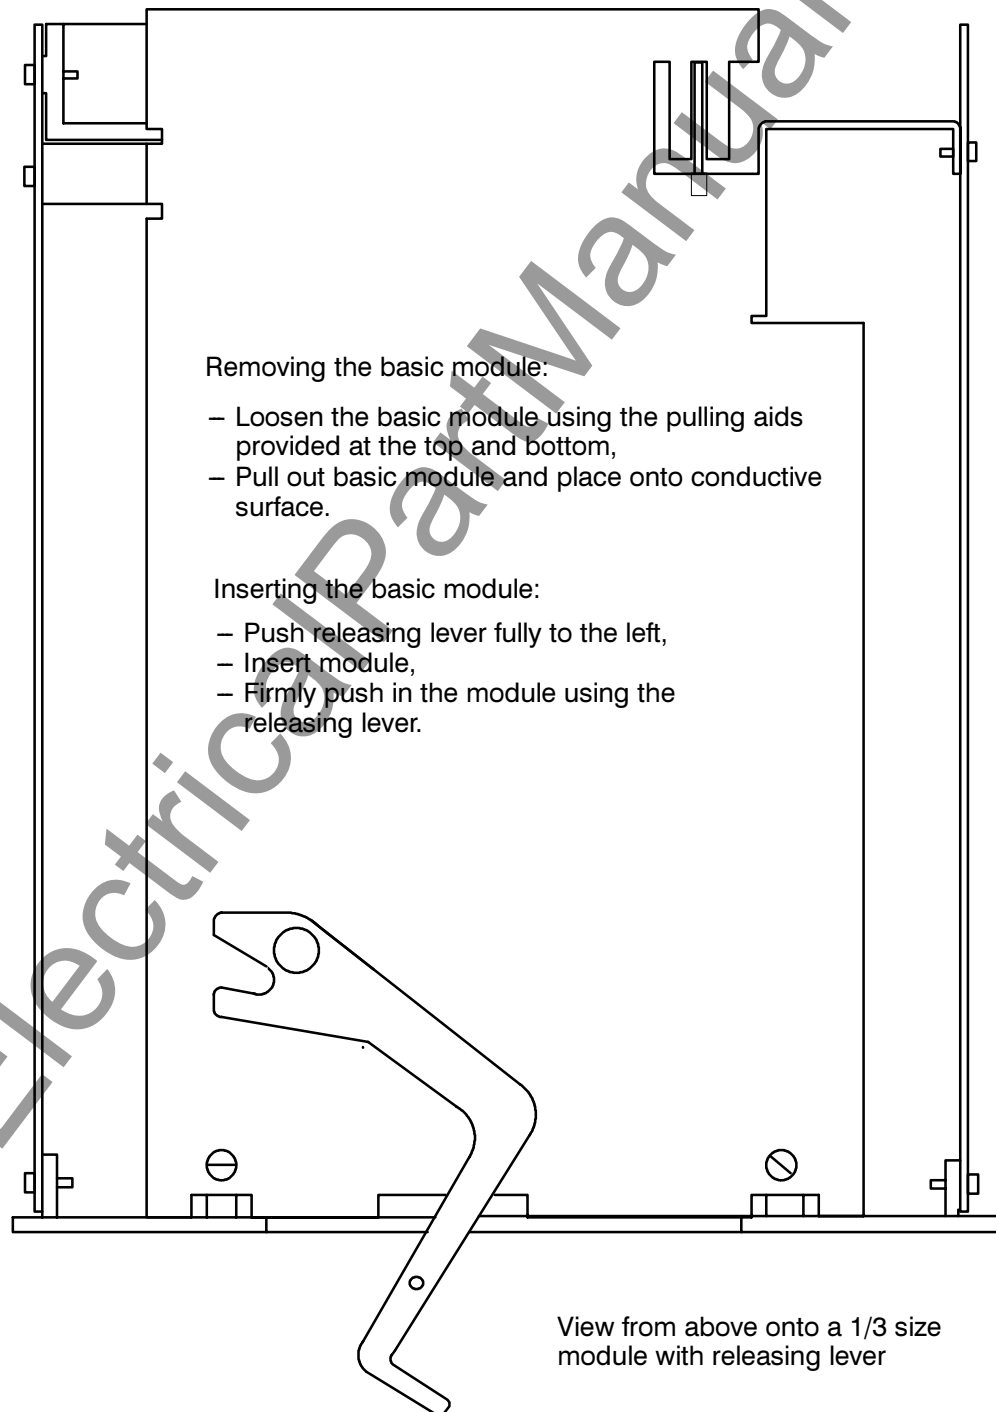 Removing the basic module:
– Loosen the basic module using the pulling aids
provided at the top and bottom,
– Pull out basic module and place onto conductive
surface.
Inserting the basic module:
– Push releasing lever fully to the left,
– Insert module,
– Firmly push in the module using the
releasing lever.
View from above onto a 1/3 size
module with releasing lever
ElectricalPartManual